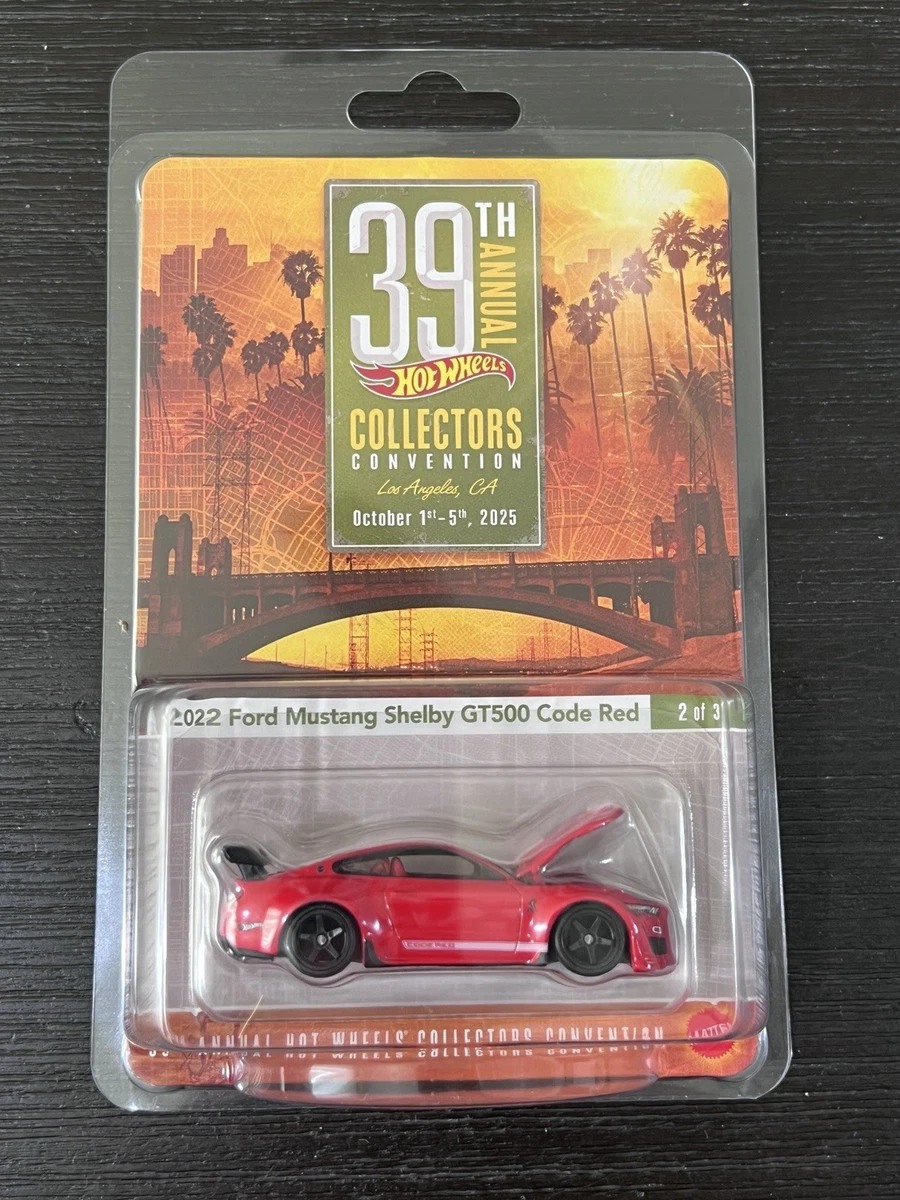 39TH
ANNUAL
HOT WHEELS
COLLECTORS
CONVENTION
Los Angeles, CA
October 1st-5th, 2025
2022 Ford Mustang Shelby GT500 Code Red
2 of 3
CODE RED
ANNUAL HOT WHEELS COLLECTORS CONVENTION
MATTEL